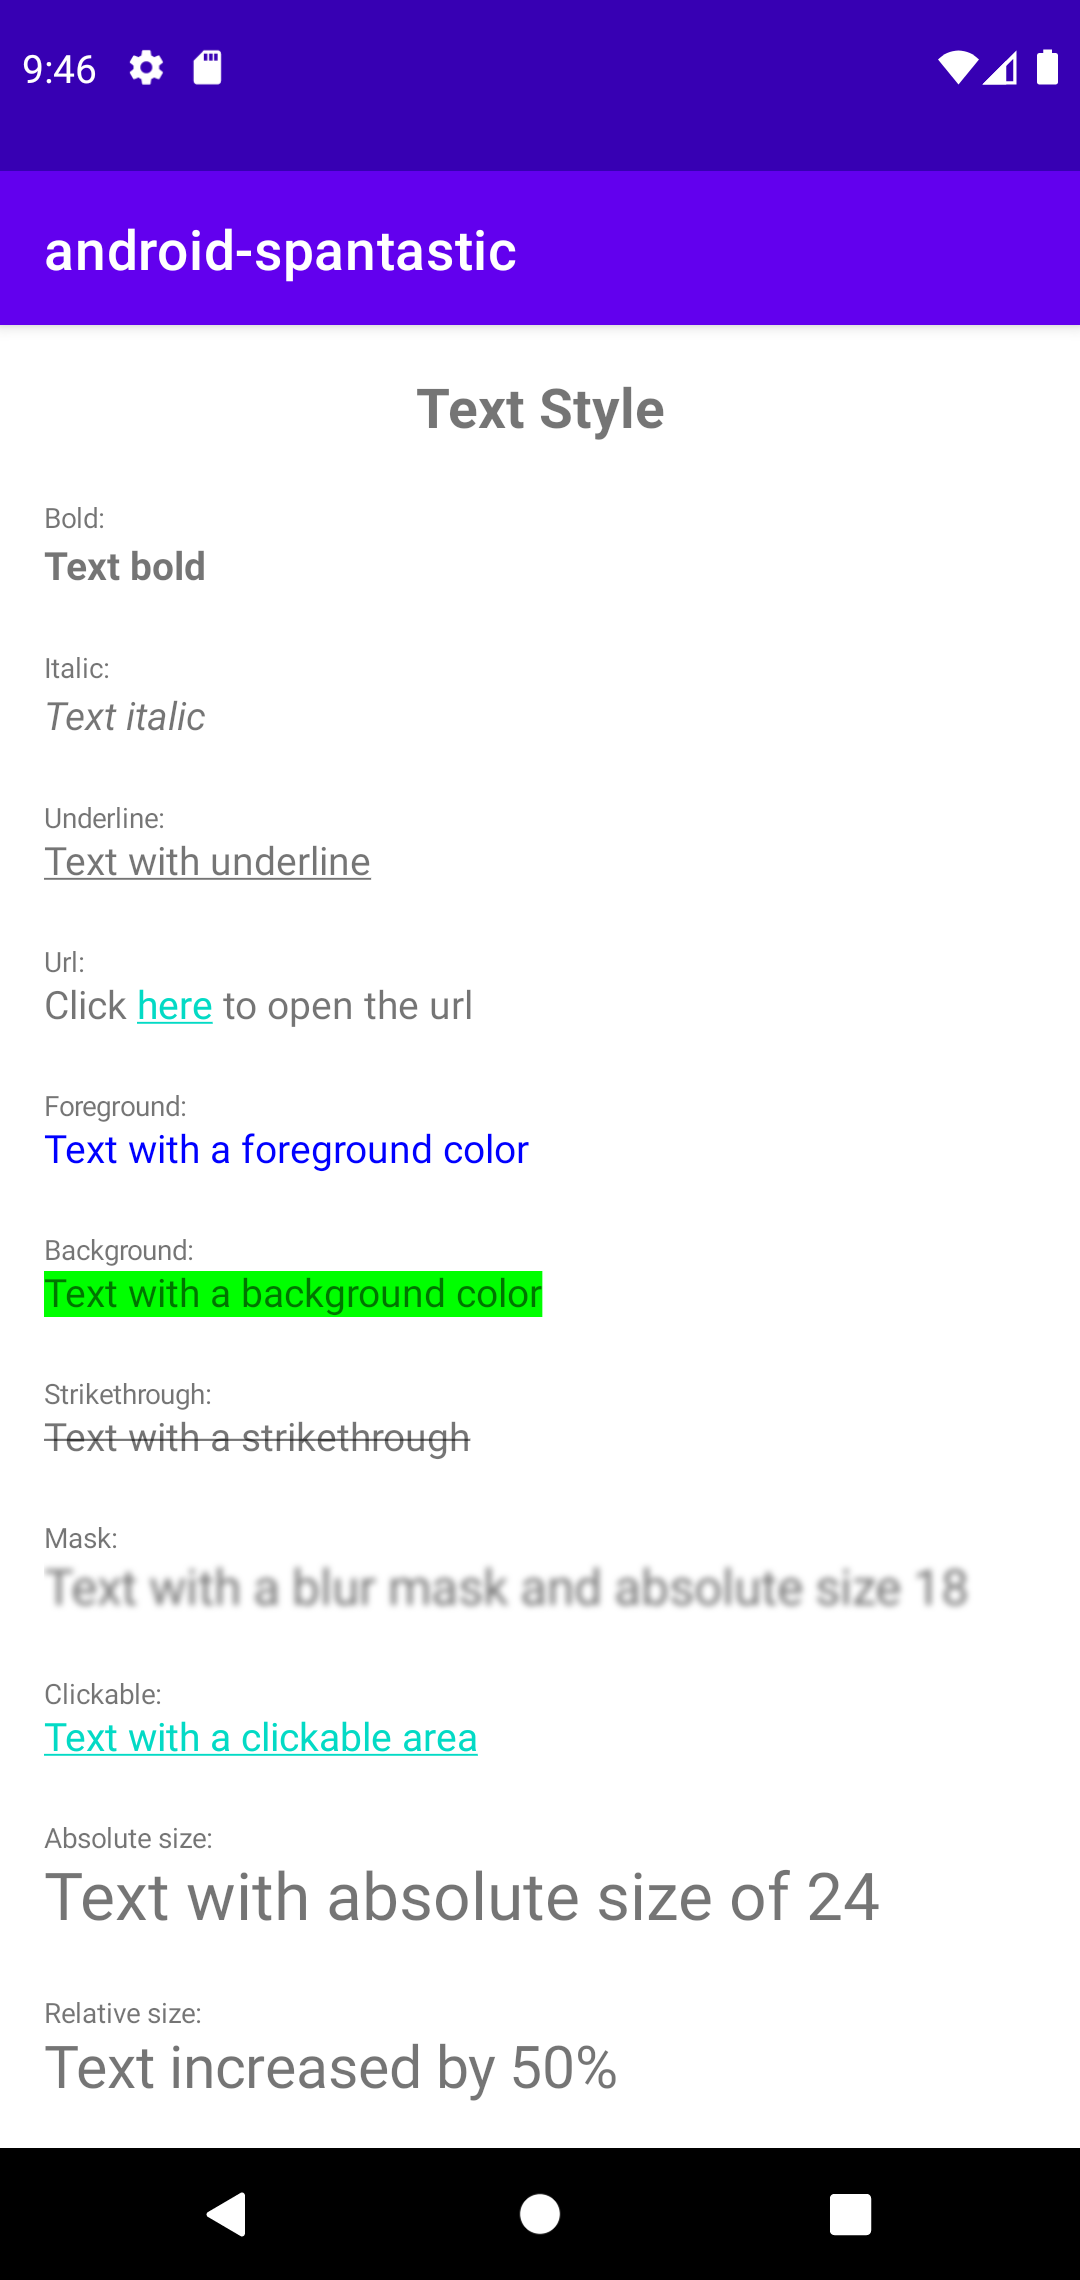 9:46
android-spantastic
Text Style
Bold:
Text bold
Italic:
Text italic
Underline:
Text with underline
Url:
Click here to open the url
Foreground:
Text with a foreground color
Background:
Text with a background color
Strikethrough:
Text with a strikethrough
Mask:
Text with a blur mask and absolute size 18
Clickable:
Text with a clickable area
Absolute size:
Text with absolute size of 24
Relative size:
Text increased by 50%